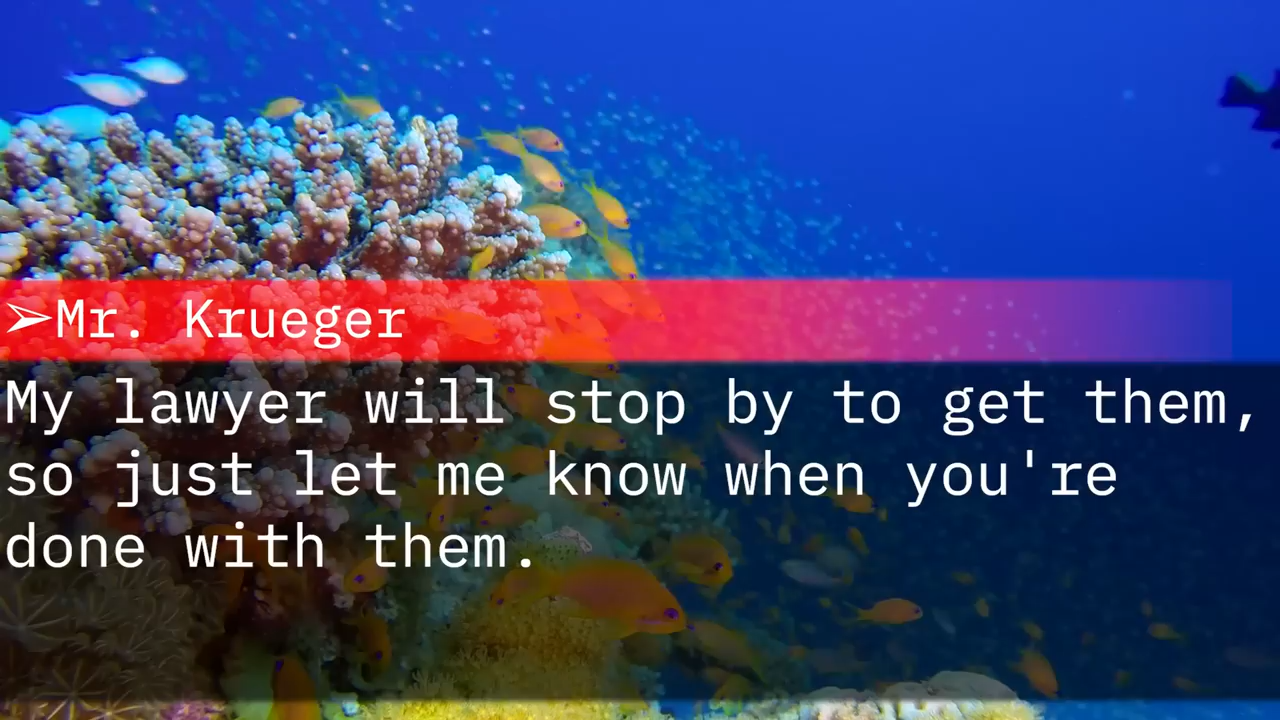 ➢Mr. Krueger
My lawyer will stop by to get them,
so just let me know when you're
done with them.